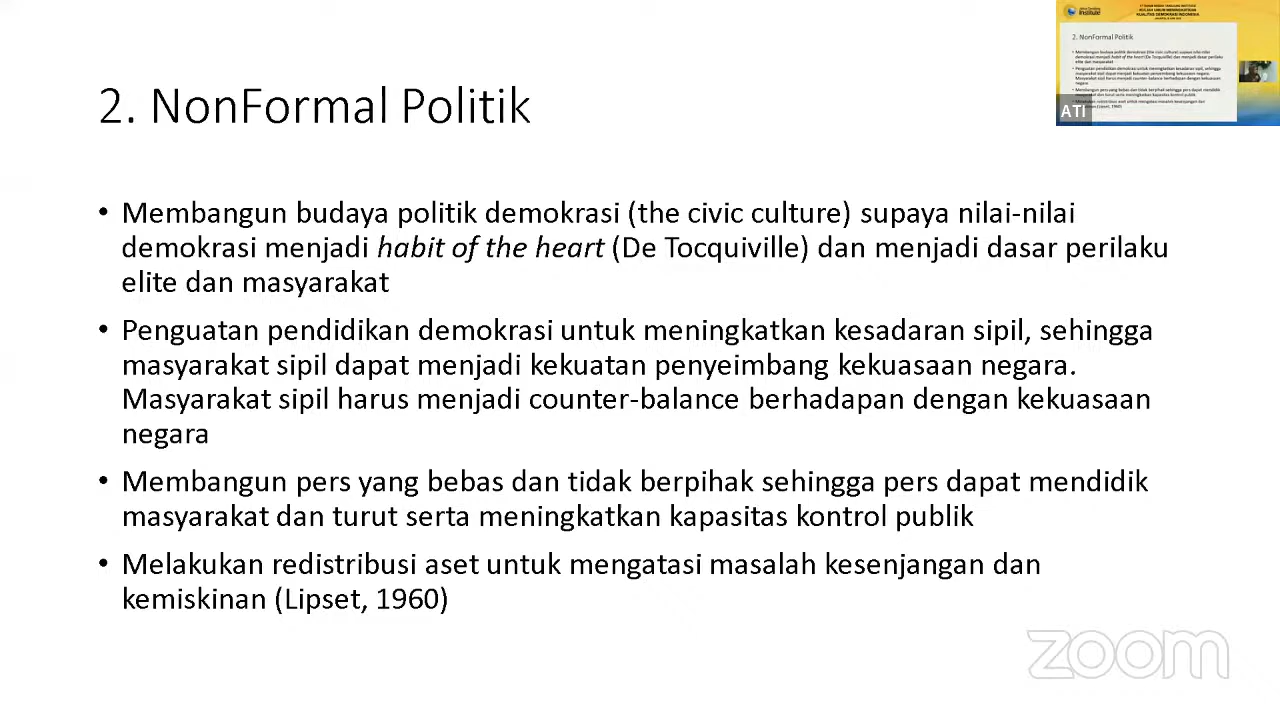 2. NonFormal Politik
• Membangun budaya politik demokrasi (the civic culture) supaya nilai-nilai
demokrasi menjadi habit of the heart (De Tocquiville) dan menjadi dasar perilaku
elite dan masyarakat
• Penguatan pendidikan demokrasi untuk meningkatkan kesadaran sipil, sehingga
masyarakat sipil dapat menjadi kekuatan penyeimbang kekuasaan negara.
Masyarakat sipil harus menjadi counter-balance berhadapan dengan kekuasaan
negara
• Membangun pers yang bebas dan tidak berpihak sehingga pers dapat mendidik
masyarakat dan turut serta meningkatkan kapasitas kontrol publik
• Melakukan redistribusi aset untuk mengatasi masalah kesenjangan dan
kemiskinan (Lipset, 1960)
2. NonFormal Politik
ATI
zoom